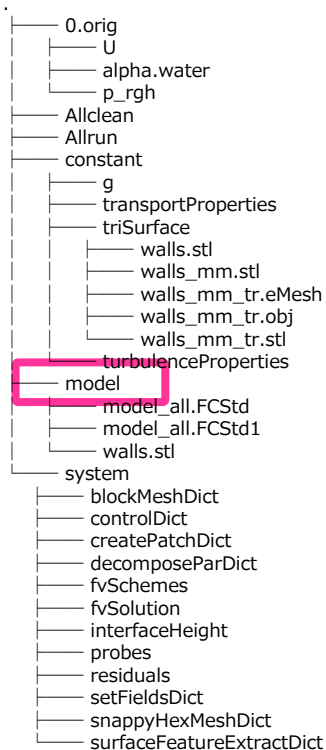 .
├── 0.orig
│   ├── U
│   ├── alpha.water
│   └── p_rgh
├── Allclean
├── Allrun
├── constant
│   ├── g
│   ├── transportProperties
│   ├── triSurface
│   │   ├── walls.stl
│   │   ├── walls_mm.stl
│   │   ├── walls_mm_tr.eMesh
│   │   ├── walls_mm_tr.obj
│   │   └── walls_mm_tr.stl
│   └── turbulenceProperties
├── model
│   ├── model_all.FCStd
│   ├── model_all.FCStd1
│   └── walls.stl
└── system
    ├── blockMeshDict
    ├── controlDict
    ├── createPatchDict
    ├── decomposeParDict
    ├── fvSchemes
    ├── fvSolution
    ├── interfaceHeight
    ├── probes
    ├── residuals
    ├── setFieldsDict
    ├── snappyHexMeshDict
    └── surfaceFeatureExtractDict